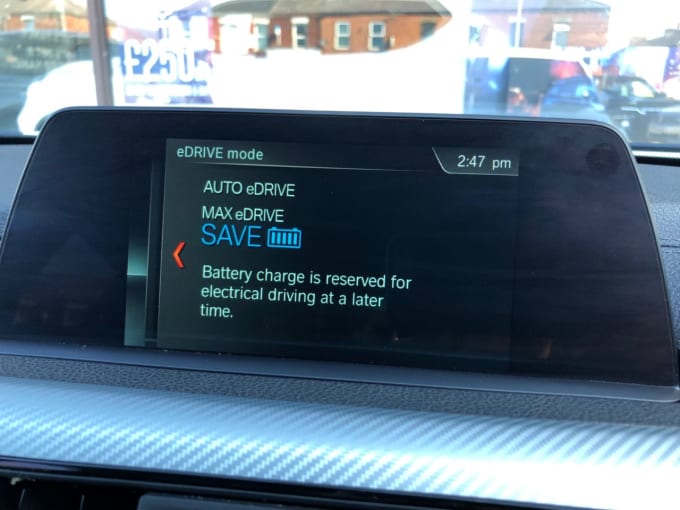 £250
eDRIVE mode
2:47 pm
AUTO eDRIVE
MAX eDRIVE
SAVE
Battery charge is reserved for
electrical driving at a later
time.